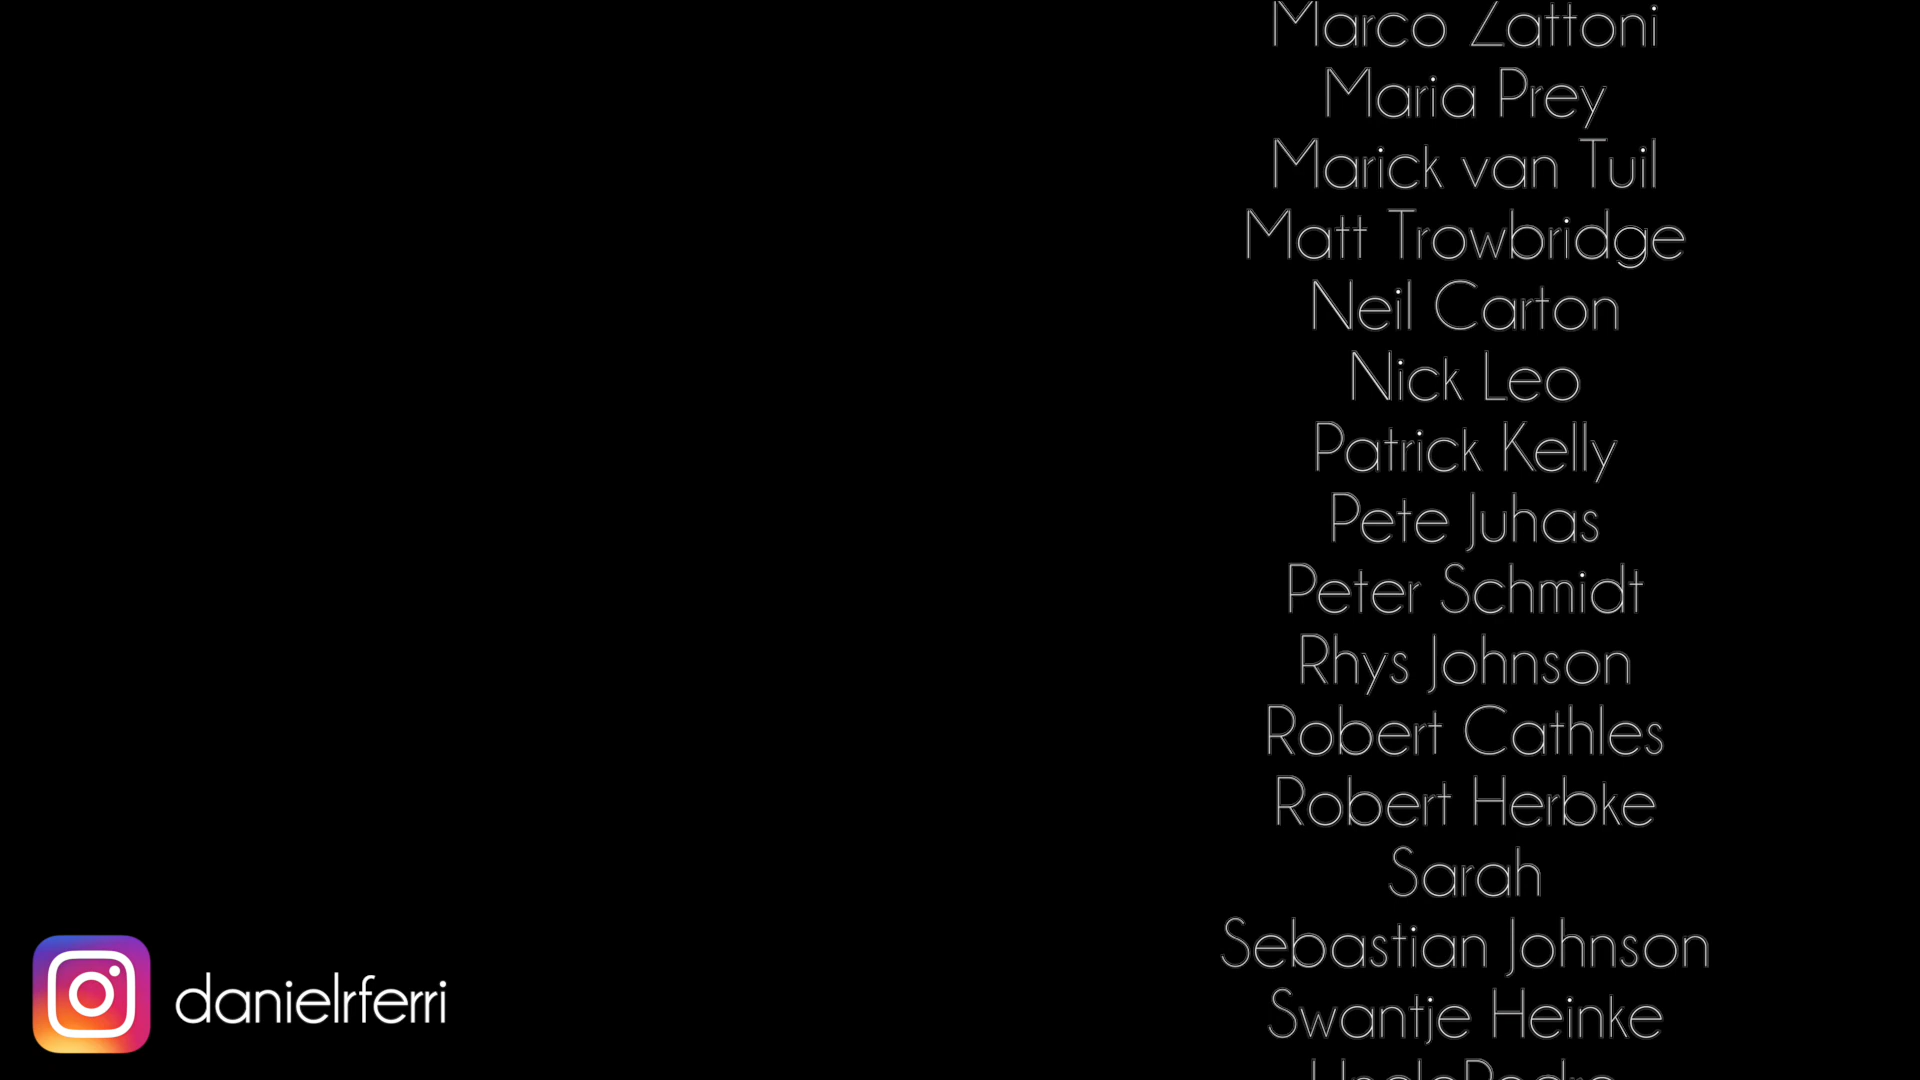 Marco Zattoni
Maria Prey
Marick van Tuil
Matt Trowbridge
Neil Carton
Nick Leo
Patrick Kelly
Pete Juhas
Peter Schmidt
Rhys Johnson
Robert Cathles
Robert Herbke
Sarah
Sebastian Johnson
Swantje Heinke
danielrferri